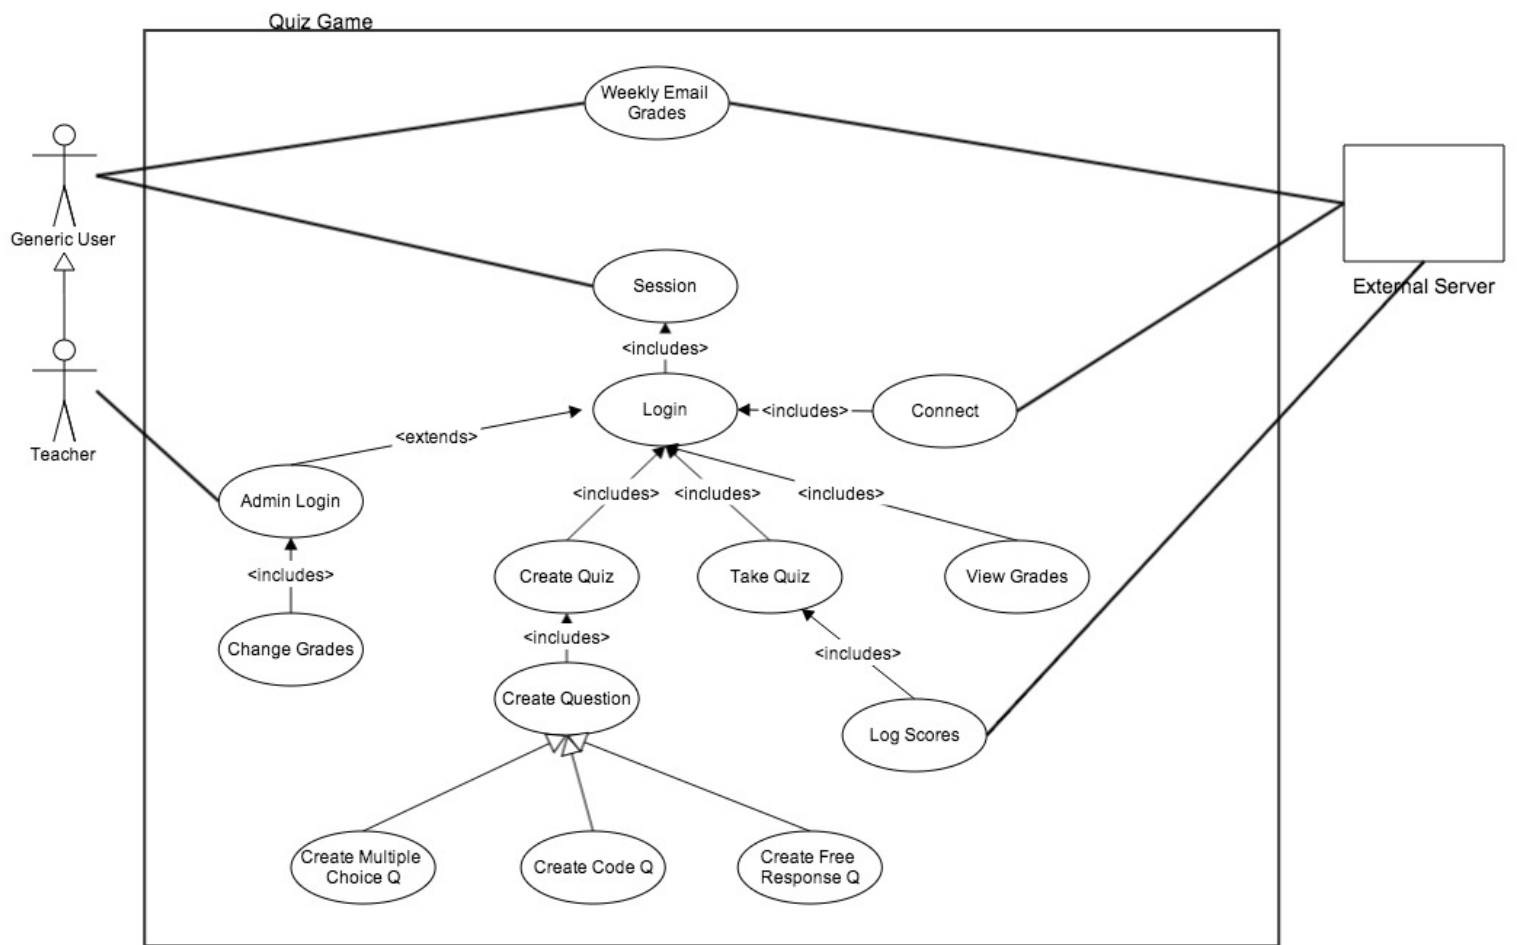 Quiz Game
Weekly Email
Grades
Generic User
Session
External Server
<includes>
Login
<includes>
Connect
<extends>
Teacher
Admin Login
<includes>
<includes>
<includes>
<includes>
Create Quiz
Take Quiz
View Grades
<includes>
Change Grades
<includes>
Create Question
Log Scores
Create Multiple
Choice Q
Create Code Q
Create Free
Response Q